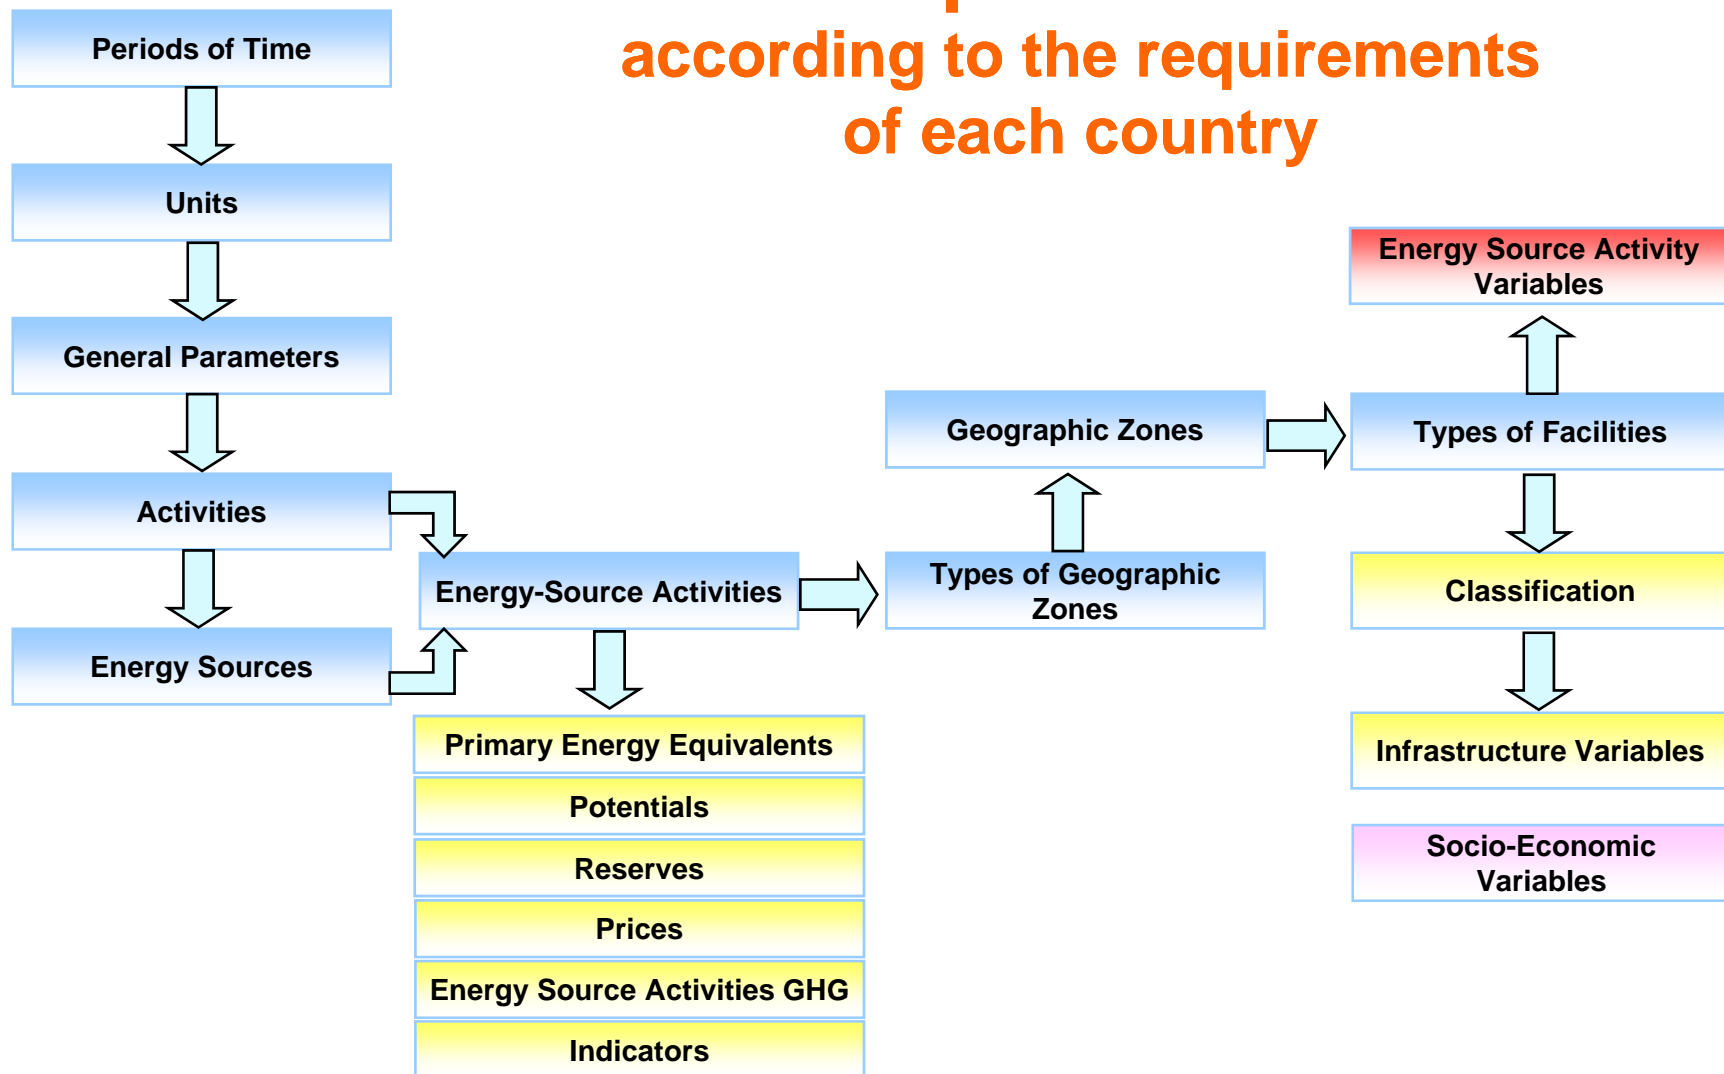 according to the requirements
of each country
Periods of Time
Units
General Parameters
Activities
Energy Sources
Energy-Source Activities
Primary Energy Equivalents
Potentials
Reserves
Prices
Energy Source Activities GHG
Indicators
Geographic Zones
Types of Geographic
Zones
Energy Source Activity
Variables
Types of Facilities
Classification
Infrastructure Variables
Socio-Economic
Variables